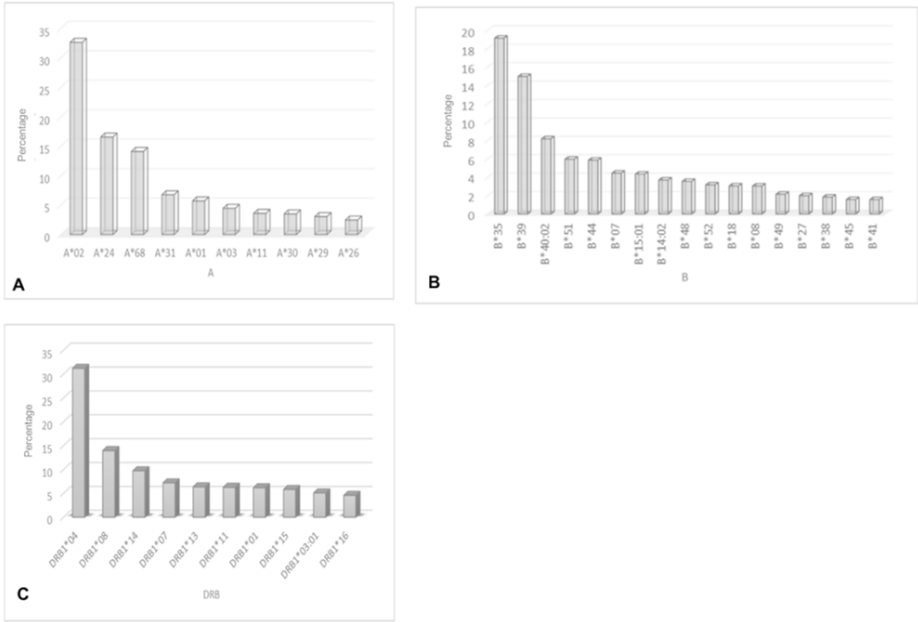 35
30
25
20
15
10
5
0
Percentage
A*02 A*24 A*68 A*31 A*01 A*03 A*11 A*30 A*29 A*26
A
A
20
18
16
14
12
10
8
6
4
2
0
Percentage
B*35
B*39
B*40:02
B*51
B*44
B*07
B*15:01
B*14:02
B*48
B*52
B*18
B*08
B*49
B*27
B*38
B*45
B*41
B
B
35
30
25
20
15
10
5
0
Percentage
DRB1*04
DRB1*08
DRB1*14
DRB1*07
DRB1*13
DRB1*11
DRB1*01
DRB1*15
DRB1*03:01
DRB1*16
DRB
C